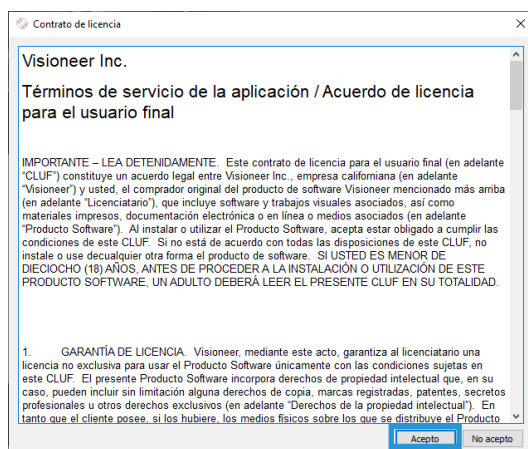 Contrato de licencia
Visioneer Inc.
Términos de servicio de la aplicación / Acuerdo de licencia
para el usuario final
IMPORTANTE – LEA DETENIDAMENTE. Este contrato de licencia para el usuario final (en adelante
“CLUF”) constituye un acuerdo legal entre Visioneer Inc., empresa californiana (en adelante
“Visioneer”) y usted, el comprador original del producto de software Visioneer mencionado más arriba
(en adelante “Licenciatario”), que incluye software y trabajos visuales asociados, así como
materiales impresos, documentación electrónica o en línea o medios asociados (en adelante
“Producto Software”). Al instalar o utilizar el Producto Software, acepta estar obligado a cumplir las
condiciones de este CLUF. Si no está de acuerdo con todas las disposiciones de este CLUF, no
instale o use decualquier otra forma el producto de software. SI USTED ES MENOR DE
DIECIOCHO (18) AÑOS, ANTES DE PROCEDER A LA INSTALACIÓN O UTILIZACIÓN DE ESTE
PRODUCTO SOFTWARE, UN ADULTO DEBERÁ LEER EL PRESENTE CLUF EN SU TOTALIDAD.
1. GARANTÍA DE LICENCIA. Visioneer, mediante este acto, garantiza al licenciatario una
licencia no exclusiva para usar el Producto Software únicamente con las condiciones sujetas en
este CLUF. El presente Producto Software incorpora derechos de propiedad intelectual que, en su
caso, pueden incluir sin limitación alguna derechos de copia, marcas registradas, patentes, secretos
profesionales u otros derechos exclusivos (en adelante “Derechos de la propiedad intelectual”). En
tanto que el cliente posee, si los hubiere, los medios físicos sobre los que se distribuye el Producto
Acepto No acepto